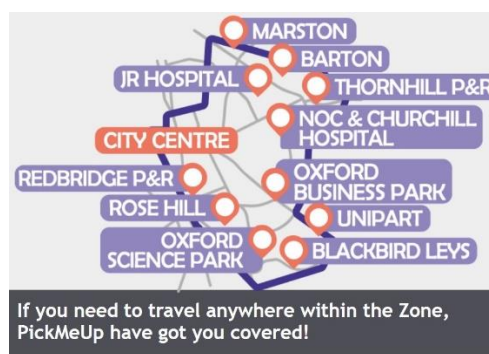 MARSTON
BARTON
JR HOSPITAL
THORNHILL P&R
NOC & CHURCHILL
HOSPITAL
CITY CENTRE
REDBRIDGE P&R
OXFORD
BUSINESS PARK
ROSE HILL
UNIPART
OXFORD
SCIENCE PARK
BLACKBIRD LEYS
If you need to travel anywhere within the Zone,
PickMeUp have got you covered!